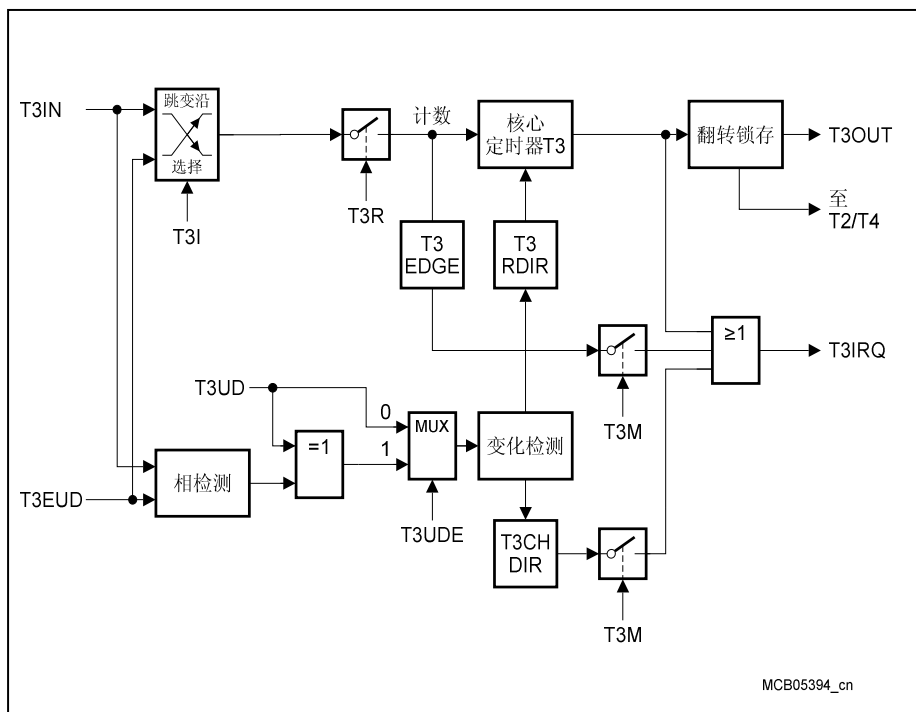 T3IN
跳变沿
选择
T3I
T3R
计数
核心
定时器T3
翻转锁存
T3OUT
至
T2/T4
T3
EDGE
T3
RDIR
≥1
T3IRQ
T3M
T3UD
0
1
=1
MUX
变化检测
T3EUD
相检测
T3UDE
T3CH
DIR
T3M
MCB05394_cn